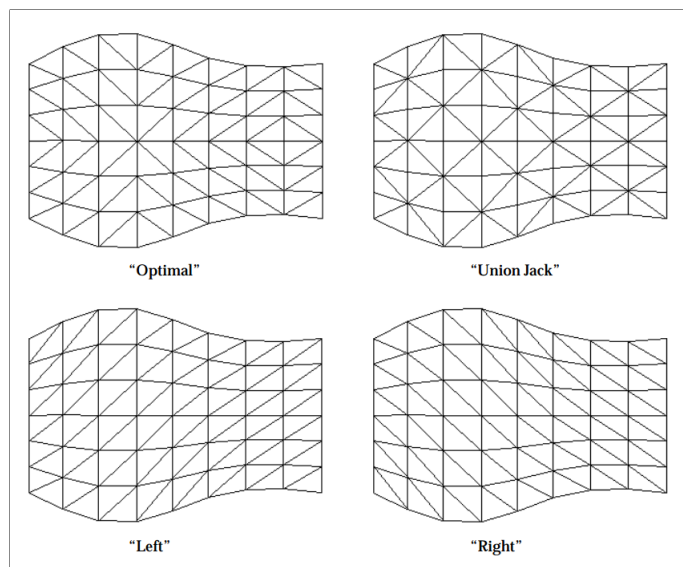 “Optimal”
“Union Jack”
“Left”
“Right”